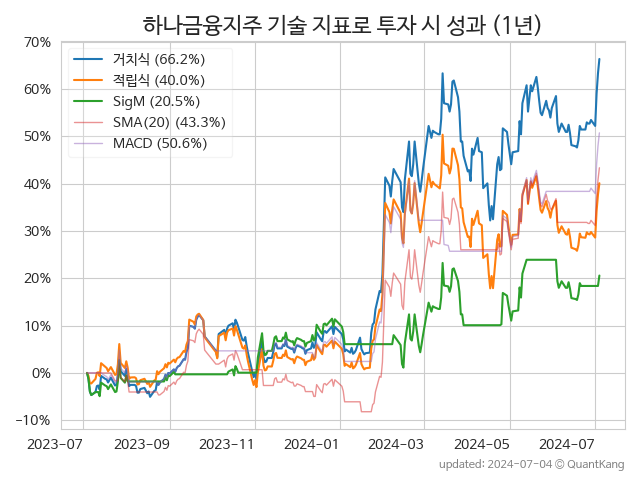 하나금융지주 기술 지표로 투자 시 성과 (1년)
70%
60%
50%
40%
30%
20%
10%
0%
−10%
거치식 (66.2%)
적립식 (40.0%)
SigM (20.5%)
SMA(20) (43.3%)
MACD (50.6%)
2023-07 2023-09 2023-11 2024-01 2024-03 2024-05 2024-07
updated: 2024-07-04 © QuantKang